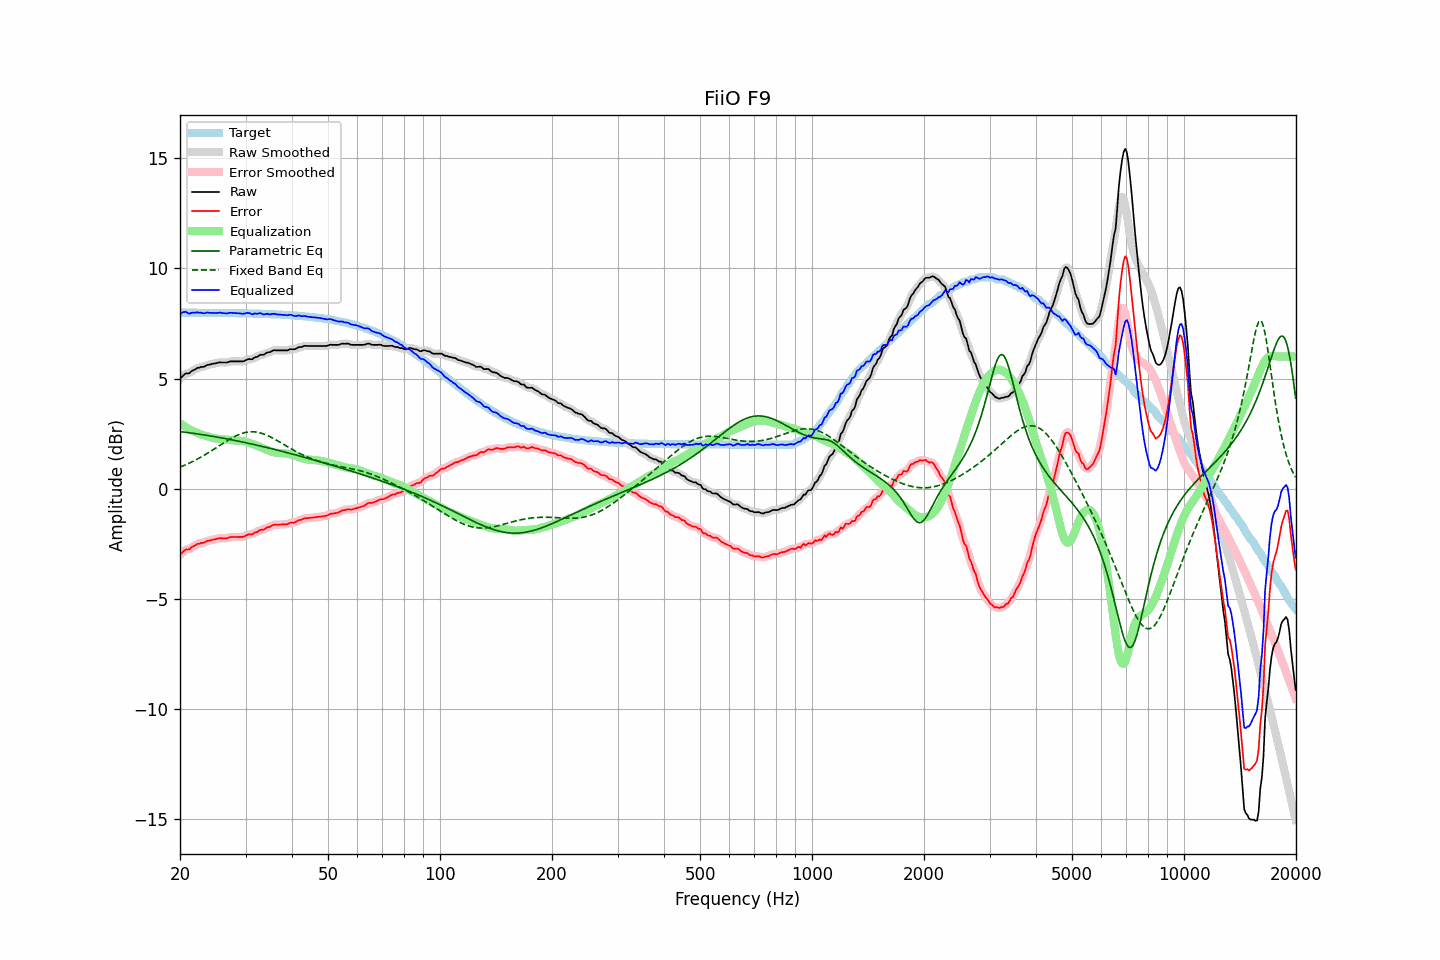 FiiO F9
Target
Raw Smoothed
Error Smoothed
Raw
Error
Equalization
Parametric Eq
Fixed Band Eq
Equalized
Amplitude (dBr)
15
10
5
0
−5
−10
−15
20 50 100 200 500 1000 2000 5000 10000 20000
Frequency (Hz)